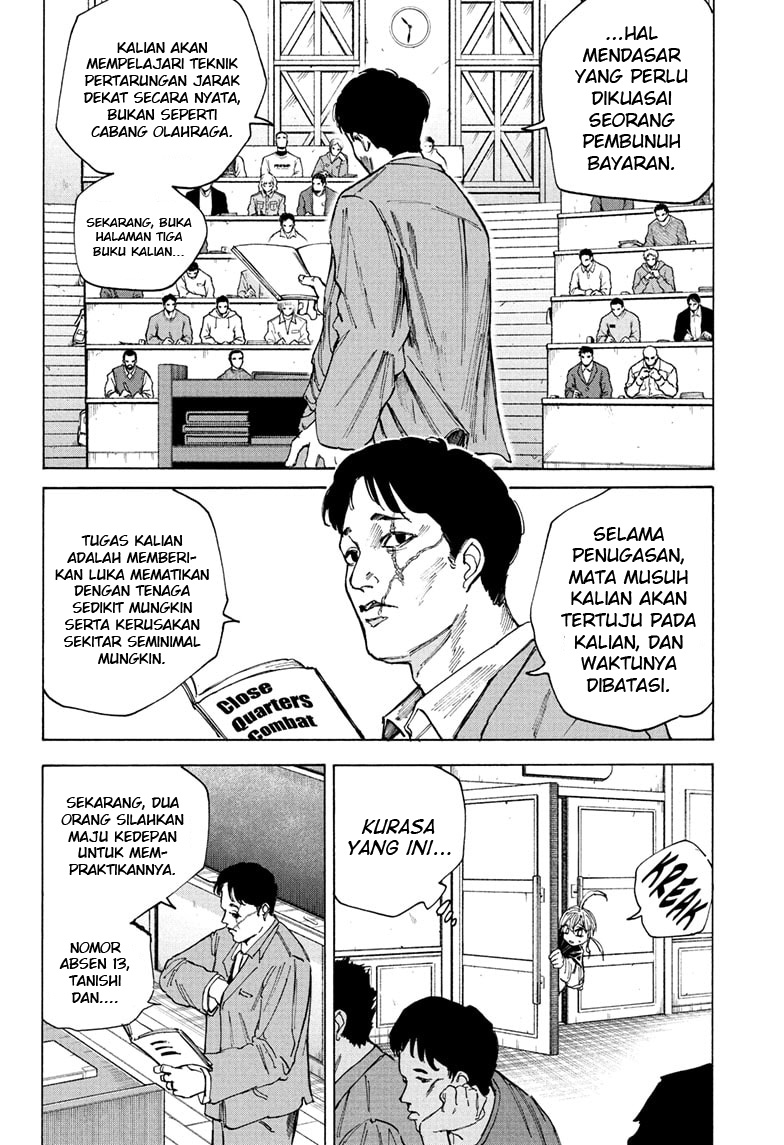 ...HAL
MENDASAR
YANG PERLU
DIKUASAI
SEORANG
PEMBUNUH
BAYARAN.
KALIAN AKAN
MEMPELAJARI TEKNIK
PERTARUNGAN JARAK
DEKAT SECARA NYATA,
BUKAN SEPERTI
CABANG OLAHRAGA.
SEKARANG, BUKA
HALAMAN TIGA
BUKU KALIAN...
SELAMA
PENUGASAN,
MATA MUSUH
KALIAN AKAN
TERTUJU PADA
KALIAN, DAN
WAKTUNYA
DIBATASI.
TUGAS KALIAN
ADALAH MEMBERI-
KAN LUKA MEMATIKAN
DENGAN TENAGA
SEDIKIT MUNGKIN
SERTA KERUSAKAN
SEKITAR SEMINIMAL
MUNGKIN.
Close
Quarters
Combat
KREAK
KURASA
YANG INI...
SEKARANG, DUA
ORANG SILAHKAN
MAJU KEDEPAN
UNTUK MEM-
PRAKTIKANNYA.
NOMOR
ABSEN 13,
TANISHI
DAN....